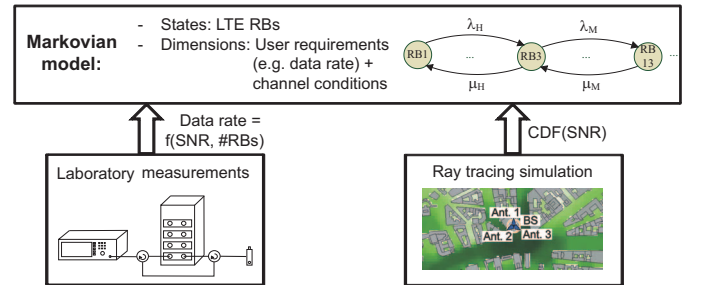 Markovian model:
- States: LTE RBs
- Dimensions: User requirements
(e.g. data rate) +
channel conditions
λH
λM
RB1
...
RB3
...
RB 13
...
μH
μM
Data rate =
f(SNR, #RBs)
CDF(SNR)
Laboratory measurements
Ray tracing simulation
Ant. 1
BS
Ant. 2
Ant. 3